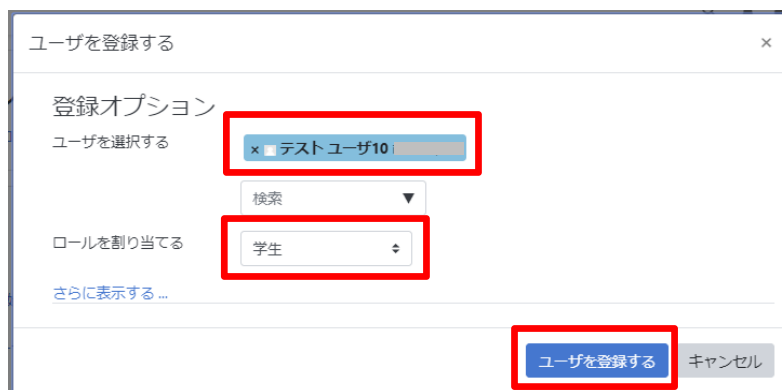 ユーザを登録する ×
登録オプション
ユーザを選択する
× テスト ユーザ10
検索 ▼
ロールを割り当てる
学生
さらに表示する ...
ユーザを登録する キャンセル